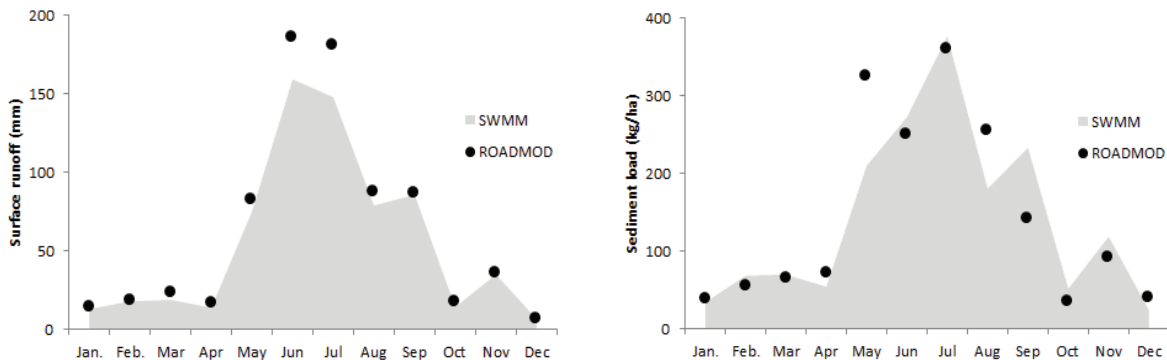 Surface runoff (mm)
200
150
100
50
0
SWMM
ROADMOD
Jan. Feb. Mar Apr May Jun Jul Aug Sep Oct Nov Dec
Sediment load (kg/ha)
400
300
200
100
0
SWMM
ROADMOD
Jan. Feb. Mar Apr May Jun Jul Aug Sep Oct Nov Dec